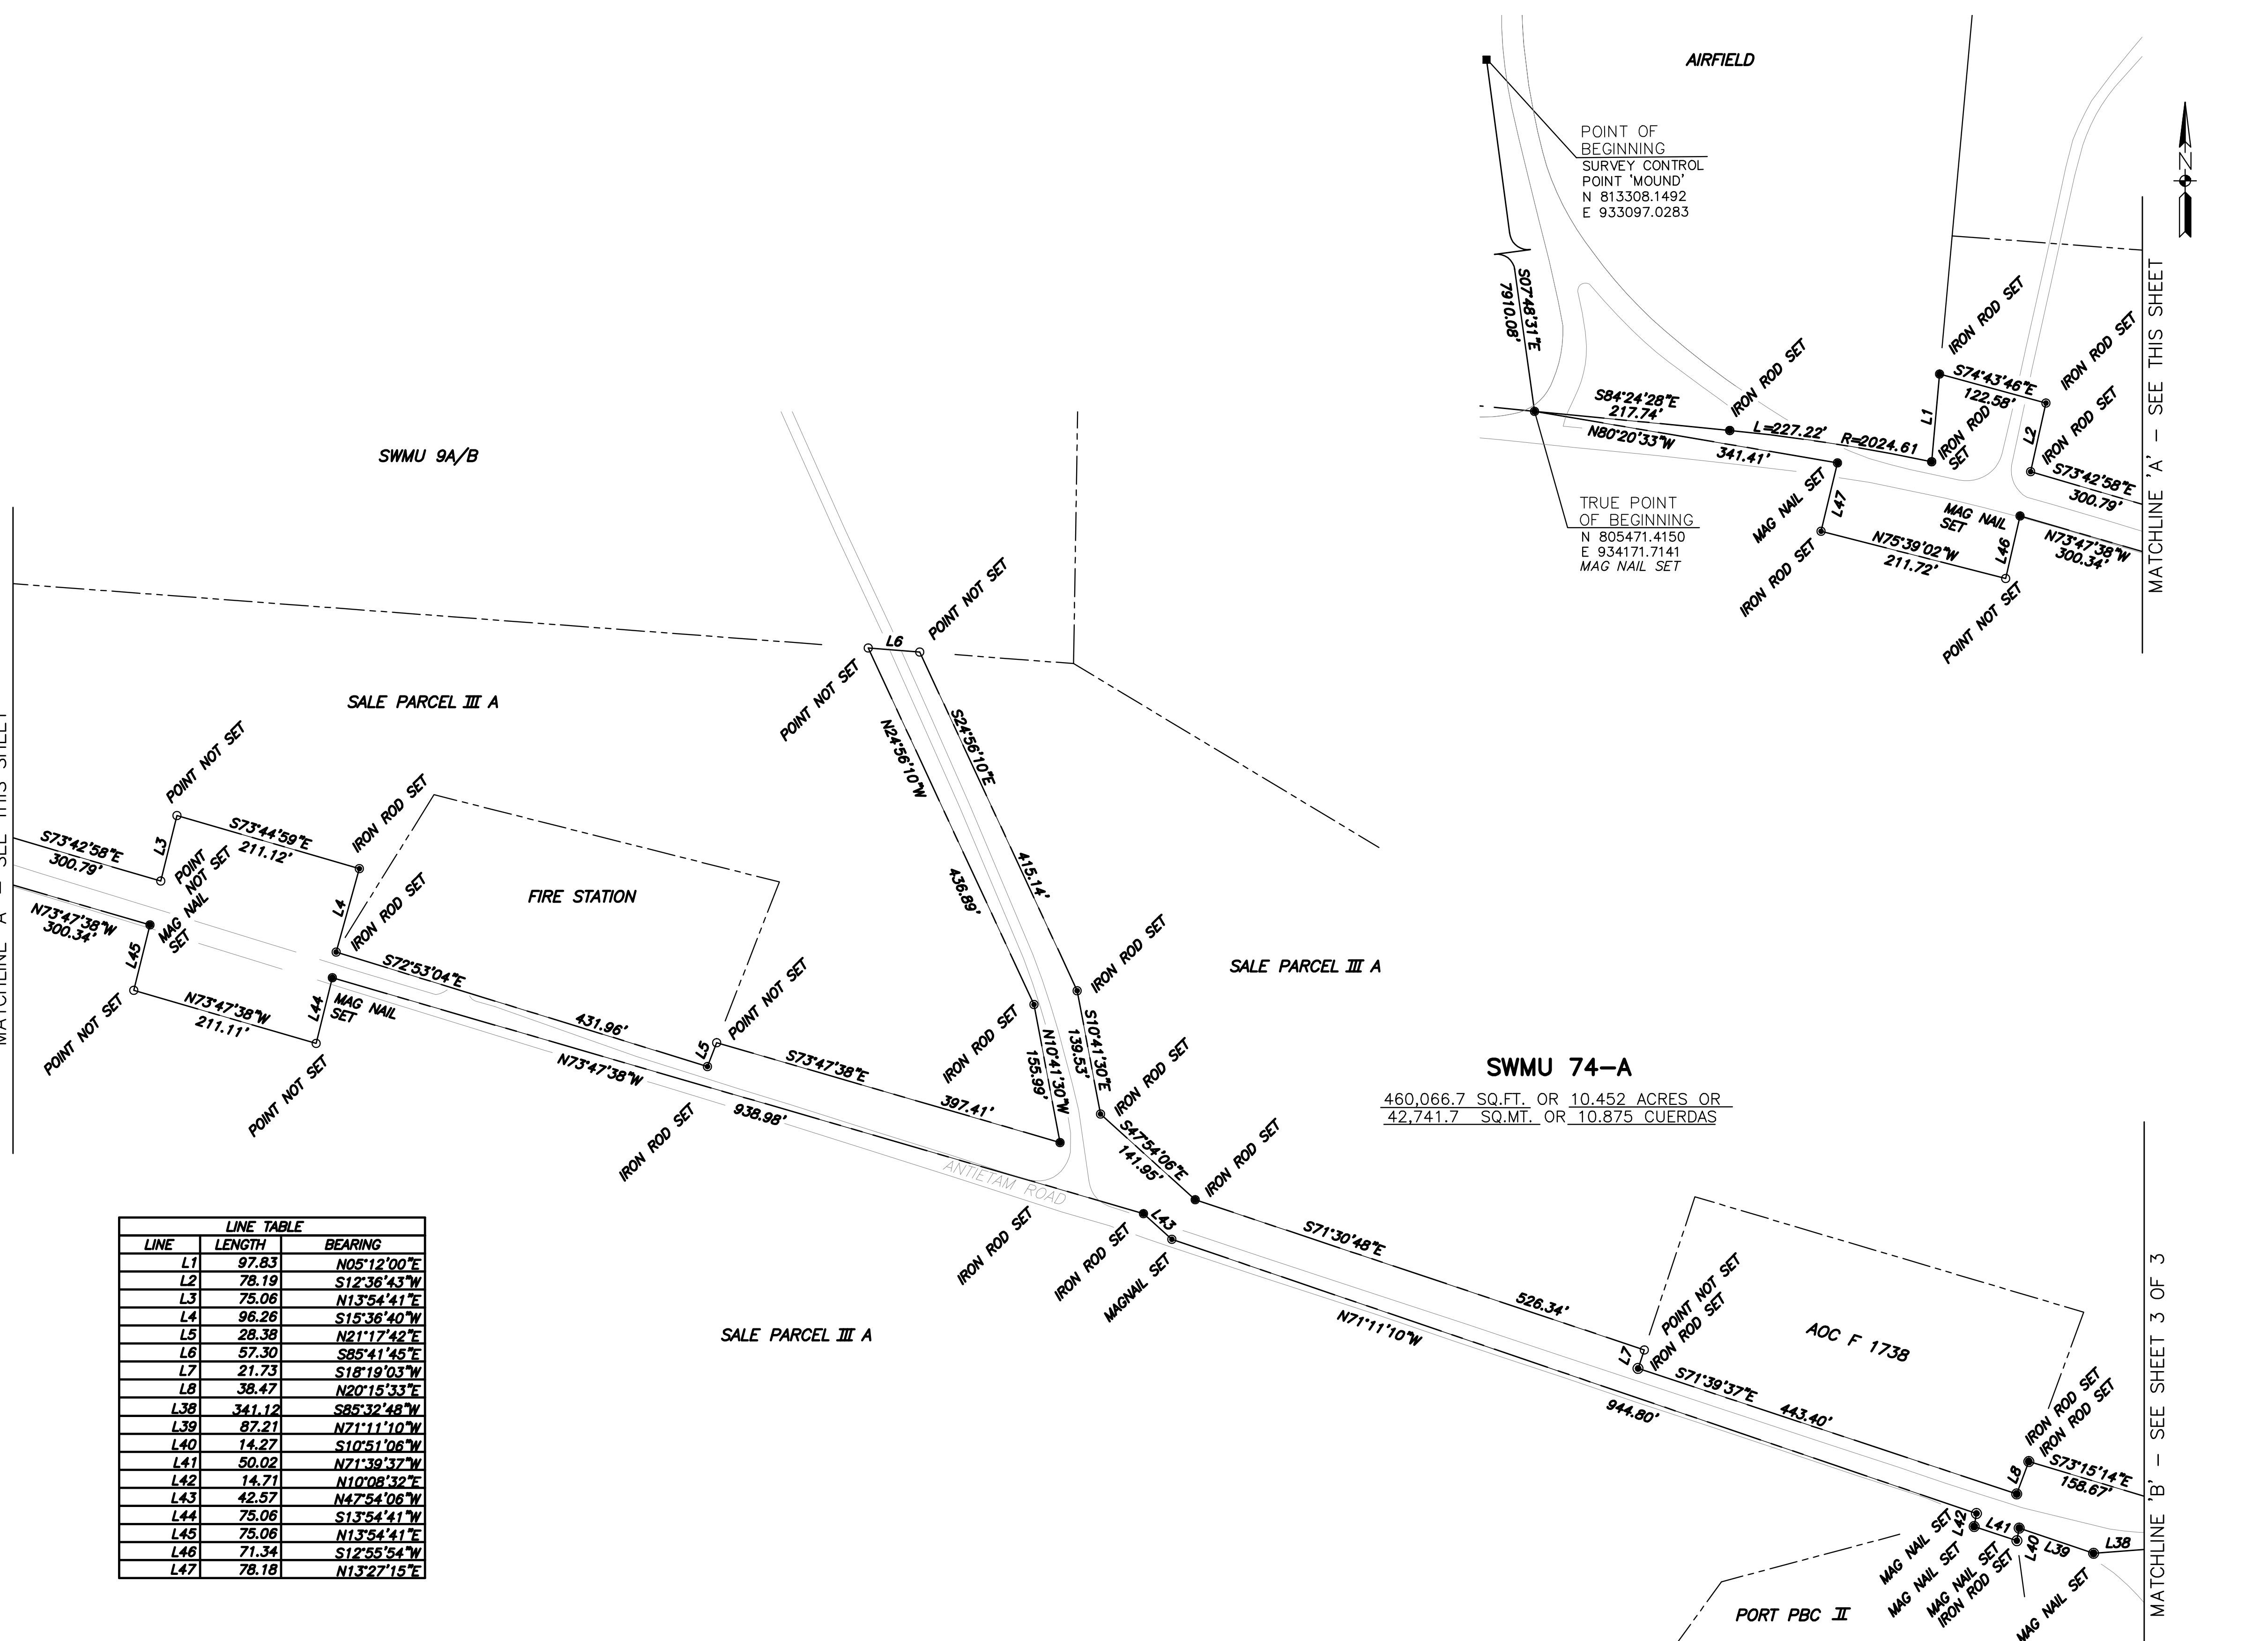 AIRFIELD
POINT OF
BEGINNING
SURVEY CONTROL
POINT 'MOUND'
N 813308.1492
E 933097.0283
S07°48'31"E
7910.08'
S84°24'28"E
217.74'
IRON ROD SET
L=227.22'
R=2024.61
N80°20'33"W
341.41'
L1
IRON ROD SET
S74°43'46"E
122.58'
IRON ROD SET
IRON ROD
SET
L2
IRON ROD SET
S73°42'58"E
300.79'
MAG NAIL SET
L47
IRON ROD SET
N75°39'02"W
211.72'
MAG NAIL
SET
L46
N73°47'38"W
300.34'
POINT NOT SET
TRUE POINT
OF BEGINNING
N 805471.4150
E 934171.7141
MAG NAIL SET
MATCHLINE 'A' - SEE THIS SHEET
N
SWMU 9A/B
SALE PARCEL III A
L6
POINT NOT SET
POINT NOT SET
N24°56'10"W
436.89'
S24°56'10"E
415.14'
S73°42'58"E
300.79'
L3
POINT NOT SET
POINT
NOT SET
S73°44'59"E
211.12'
IRON ROD SET
L4
IRON ROD SET
N73°47'38"W
300.34'
MAG NAIL
SET
L45
POINT NOT SET
N73°47'38"W
211.11'
L44
MAG NAIL
SET
POINT NOT SET
FIRE STATION
S72°53'04"E
431.96'
L5
POINT NOT SET
IRON ROD SET
N73°47'38"W
938.98'
S73°47'38"E
397.41'
IRON ROD SET
N10°41'30"W
155.99'
IRON ROD SET
S10°41'30"E
139.53'
IRON ROD SET
S47°54'06"E
141.95'
IRON ROD SET
IRON ROD SET
ANTIETAM ROAD
L43
IRON ROD SET
MAGNAIL SET
SALE PARCEL III A
SWMU 74-A
460,066.7 SQ.FT. OR 10.452 ACRES OR
42,741.7 SQ.MT. OR 10.875 CUERDAS
S71°30'48"E
526.34'
N71°11'10"W
944.80'
POINT NOT SET
IRON ROD SET
L7
S71°39'37"E
443.40'
AOC F 1738
IRON ROD SET
IRON ROD SET
L8
S73°15'14"E
158.67'
L42
L41
L40
L39
L38
MAG NAIL SET
MAG NAIL SET
MAG NAIL SET
IRON ROD SET
MAG NAIL SET
PORT PBC II
MATCHLINE 'B' - SEE SHEET 3 OF 3
SALE PARCEL III A
LINE TABLE
LINE LENGTH BEARING
L1 97.83 N05°12'00"E
L2 78.19 S12°36'43"W
L3 75.06 N13°54'41"E
L4 96.26 S15°36'40"W
L5 28.38 N21°17'42"E
L6 57.30 S85°41'45"E
L7 21.73 S18°19'03"W
L8 38.47 N20°15'33"E
L38 341.12 S85°32'48"W
L39 87.21 N71°11'10"W
L40 14.27 S10°51'06"W
L41 50.02 N71°39'37"W
L42 14.71 N10°08'32"E
L43 42.57 N47°54'06"W
L44 75.06 S13°54'41"W
L45 75.06 N13°54'41"E
L46 71.34 S12°55'54"W
L47 78.18 N13°27'15"E